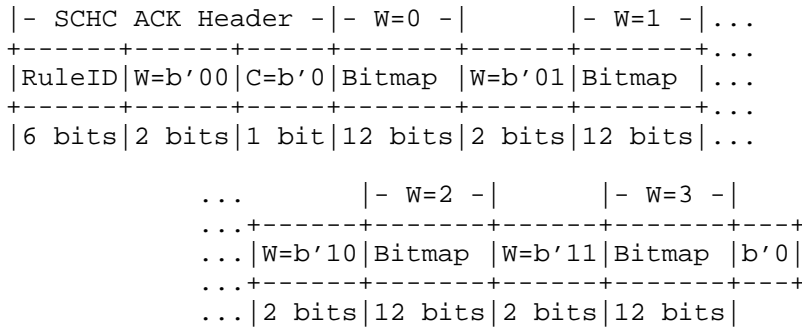 |- SCHC ACK Header -|- W=0 -|      |- W=1 -|...
+------+------+-----+-------+------+-------+...
|RuleID|W=b’00|C=b’0|Bitmap |W=b’01|Bitmap |...
+------+------+-----+-------+------+-------+...
|6 bits|2 bits|1 bit|12 bits|2 bits|12 bits|...
...      |- W=2 -|      |- W=3 -|
...+------+-------+------+-------+---+
...|W=b’10|Bitmap |W=b’11|Bitmap |b’0|
...+------+-------+------+-------+---+
...|2 bits|12 bits|2 bits|12 bits|